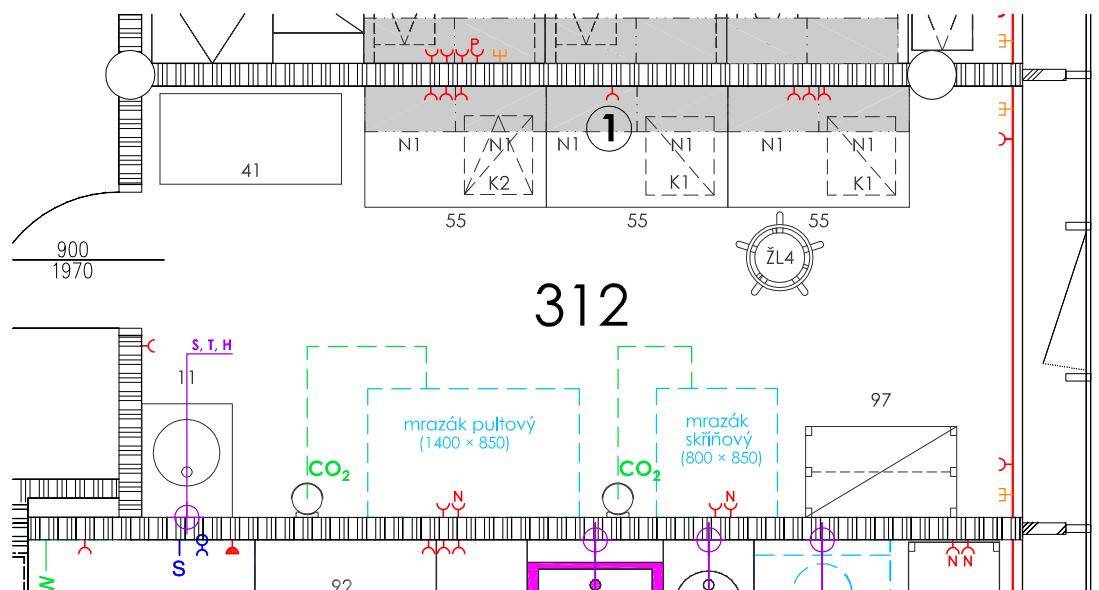 P
Ш
1
N1
N1
N1
N1
N1
N1
K2
K1
K1
41
55
55
55
900
1970
ŽL4
312
S, T, H
11
mrazák pultový
(1400 × 850)
mrazák
skříňový
(800 × 850)
97
CO₂
CO₂
N
N
S
W
92
N N